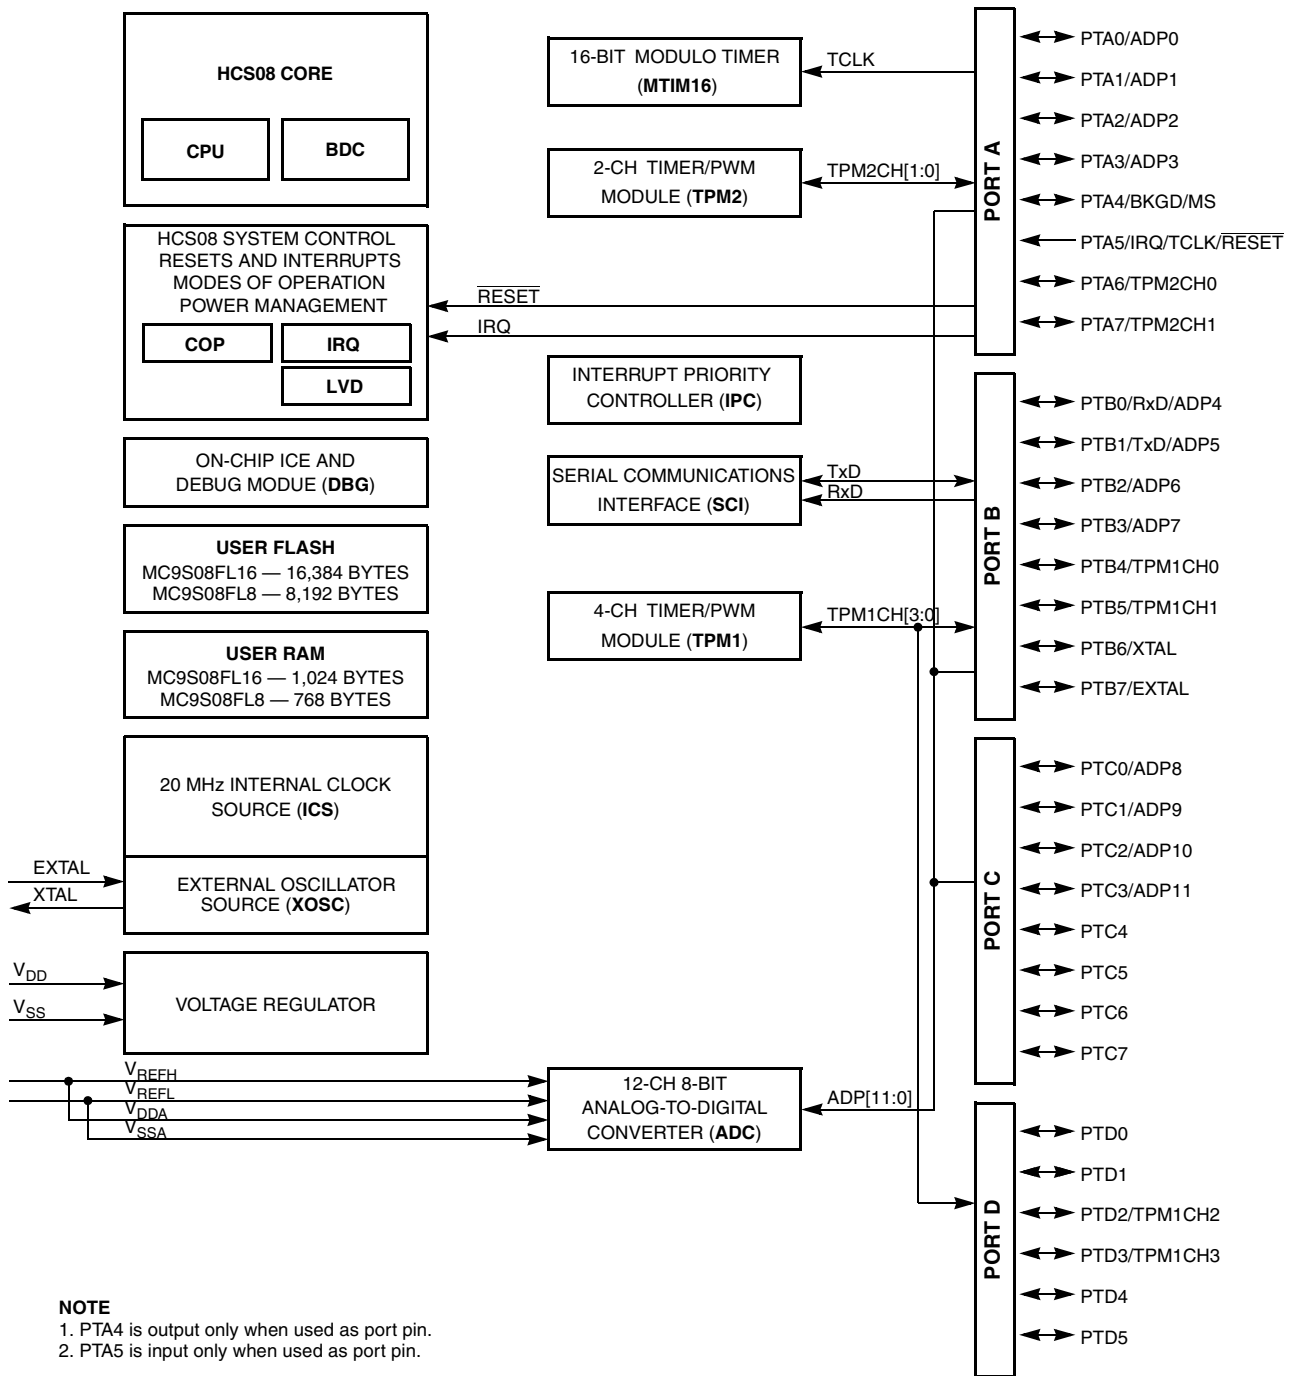 HCS08 CORE
CPU
BDC
HCS08 SYSTEM CONTROL
RESETS AND INTERRUPTS
MODES OF OPERATION
POWER MANAGEMENT
COP
IRQ
LVD
ON-CHIP ICE AND
DEBUG MODUE (DBG)
USER FLASH
MC9S08FL16 — 16,384 BYTES
MC9S08FL8 — 8,192 BYTES
USER RAM
MC9S08FL16 — 1,024 BYTES
MC9S08FL8 — 768 BYTES
20 MHz INTERNAL CLOCK
SOURCE (ICS)
EXTAL
XTAL
EXTERNAL OSCILLATOR
SOURCE (XOSC)
VDD
VSS
VOLTAGE REGULATOR
VREFH
VREFL
VDDA
VSSA
16-BIT MODULO TIMER
(MTIM16)
TCLK
2-CH TIMER/PWM
MODULE (TPM2)
TPM2CH[1:0]
RESET
IRQ
INTERRUPT PRIORITY
CONTROLLER (IPC)
SERIAL COMMUNICATIONS
INTERFACE (SCI)
TxD
RxD
4-CH TIMER/PWM
MODULE (TPM1)
TPM1CH[3:0]
12-CH 8-BIT
ANALOG-TO-DIGITAL
CONVERTER (ADC)
ADP[11:0]
PORT A
PTA0/ADP0
PTA1/ADP1
PTA2/ADP2
PTA3/ADP3
PTA4/BKGD/MS
PTA5/IRQ/TCLK/RESET
PTA6/TPM2CH0
PTA7/TPM2CH1
PORT B
PTB0/RxD/ADP4
PTB1/TxD/ADP5
PTB2/ADP6
PTB3/ADP7
PTB4/TPM1CH0
PTB5/TPM1CH1
PTB6/XTAL
PTB7/EXTAL
PORT C
PTC0/ADP8
PTC1/ADP9
PTC2/ADP10
PTC3/ADP11
PTC4
PTC5
PTC6
PTC7
PORT D
PTD0
PTD1
PTD2/TPM1CH2
PTD3/TPM1CH3
PTD4
PTD5
NOTE
1. PTA4 is output only when used as port pin.
2. PTA5 is input only when used as port pin.